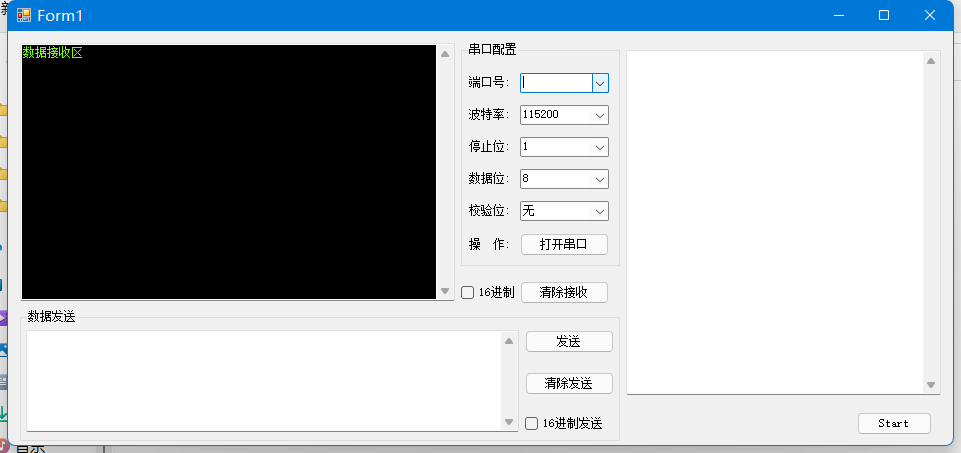 Form1
数据接收区
串口配置
端口号:
波特率: 115200
停止位: 1
数据位: 8
校验位: 无
操 作: 打开串口
16进制 清除接收
数据发送
发送
清除发送
16进制发送
Start